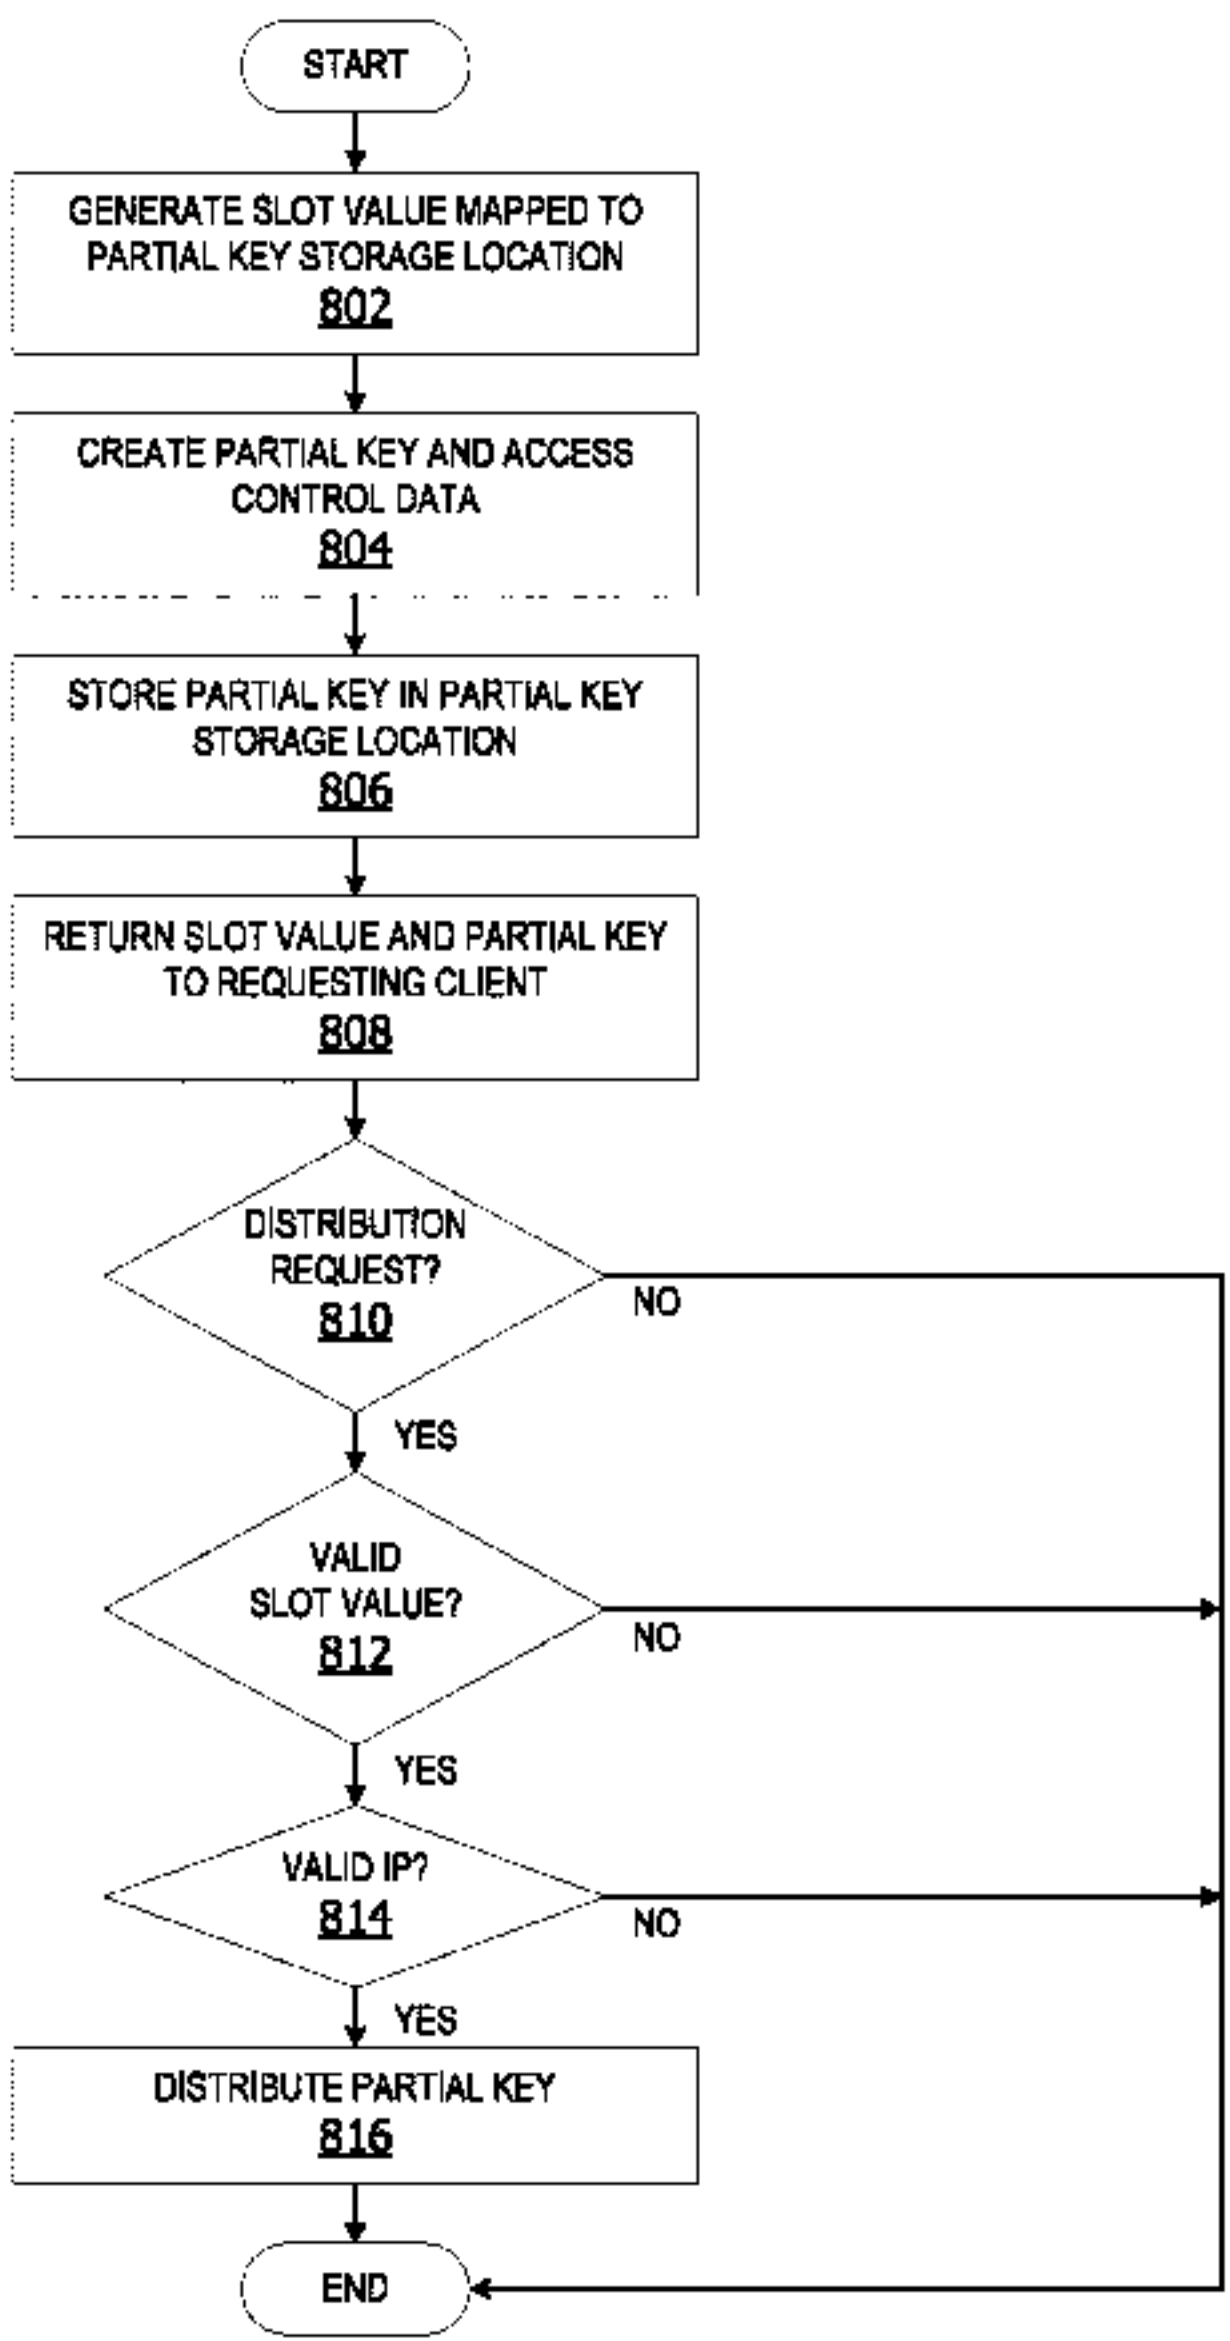 START
GENERATE SLOT VALUE MAPPED TO
PARTIAL KEY STORAGE LOCATION
802
CREATE PARTIAL KEY AND ACCESS
CONTROL DATA
804
STORE PARTIAL KEY IN PARTIAL KEY
STORAGE LOCATION
806
RETURN SLOT VALUE AND PARTIAL KEY
TO REQUESTING CLIENT
808
DISTRIBUTION
REQUEST?
810
NO
YES
VALID
SLOT VALUE?
812
NO
YES
VALID IP?
814
NO
YES
DISTRIBUTE PARTIAL KEY
816
END